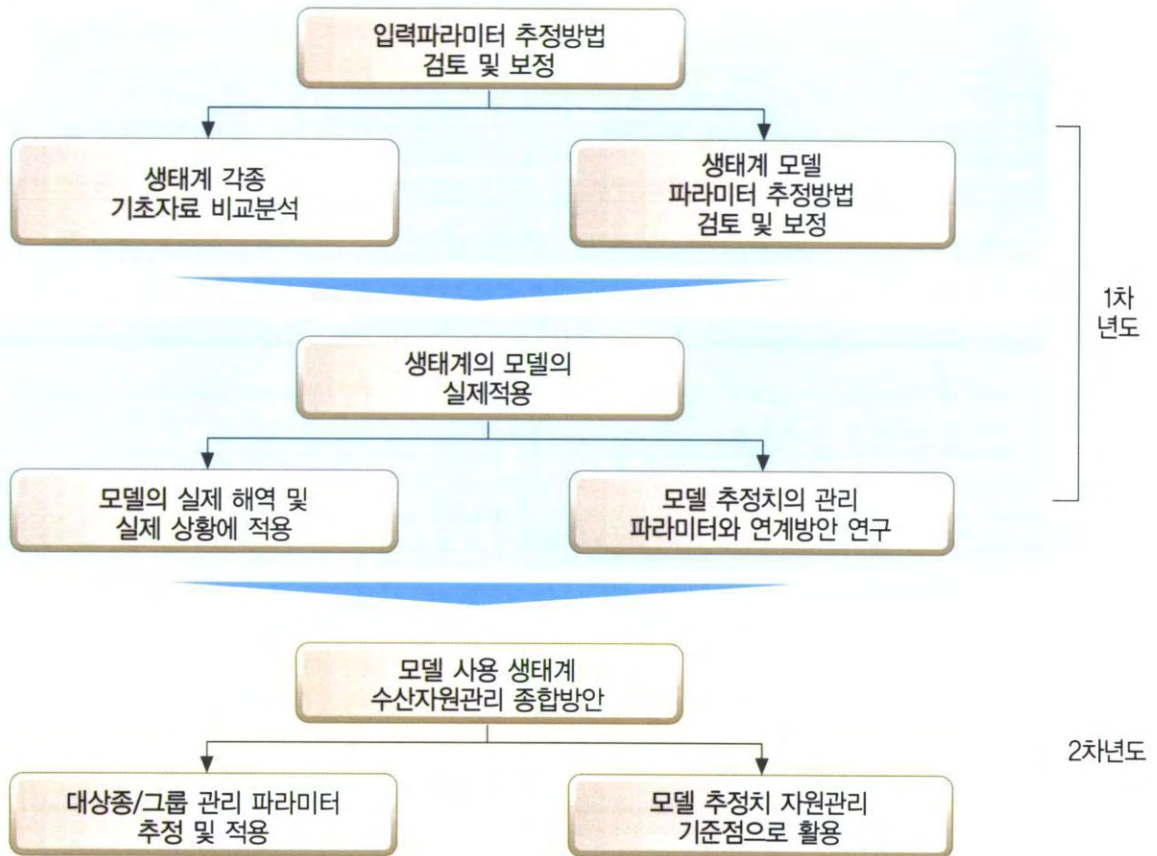 입력파라미터 추정방법
검토 및 보정
생태계 각종
기초자료 비교분석
생태계 모델
파라미터 추정방법
검토 및 보정
1차
년도
생태계의 모델의
실제적용
모델의 실제 해역 및
실제 상황에 적용
모델 추정치의 관리
파라미터와 연계방안 연구
모델 사용 생태계
수산자원관리 종합방안
2차년도
대상종/그룹 관리 파라미터
추정 및 적용
모델 추정치 자원관리
기준점으로 활용